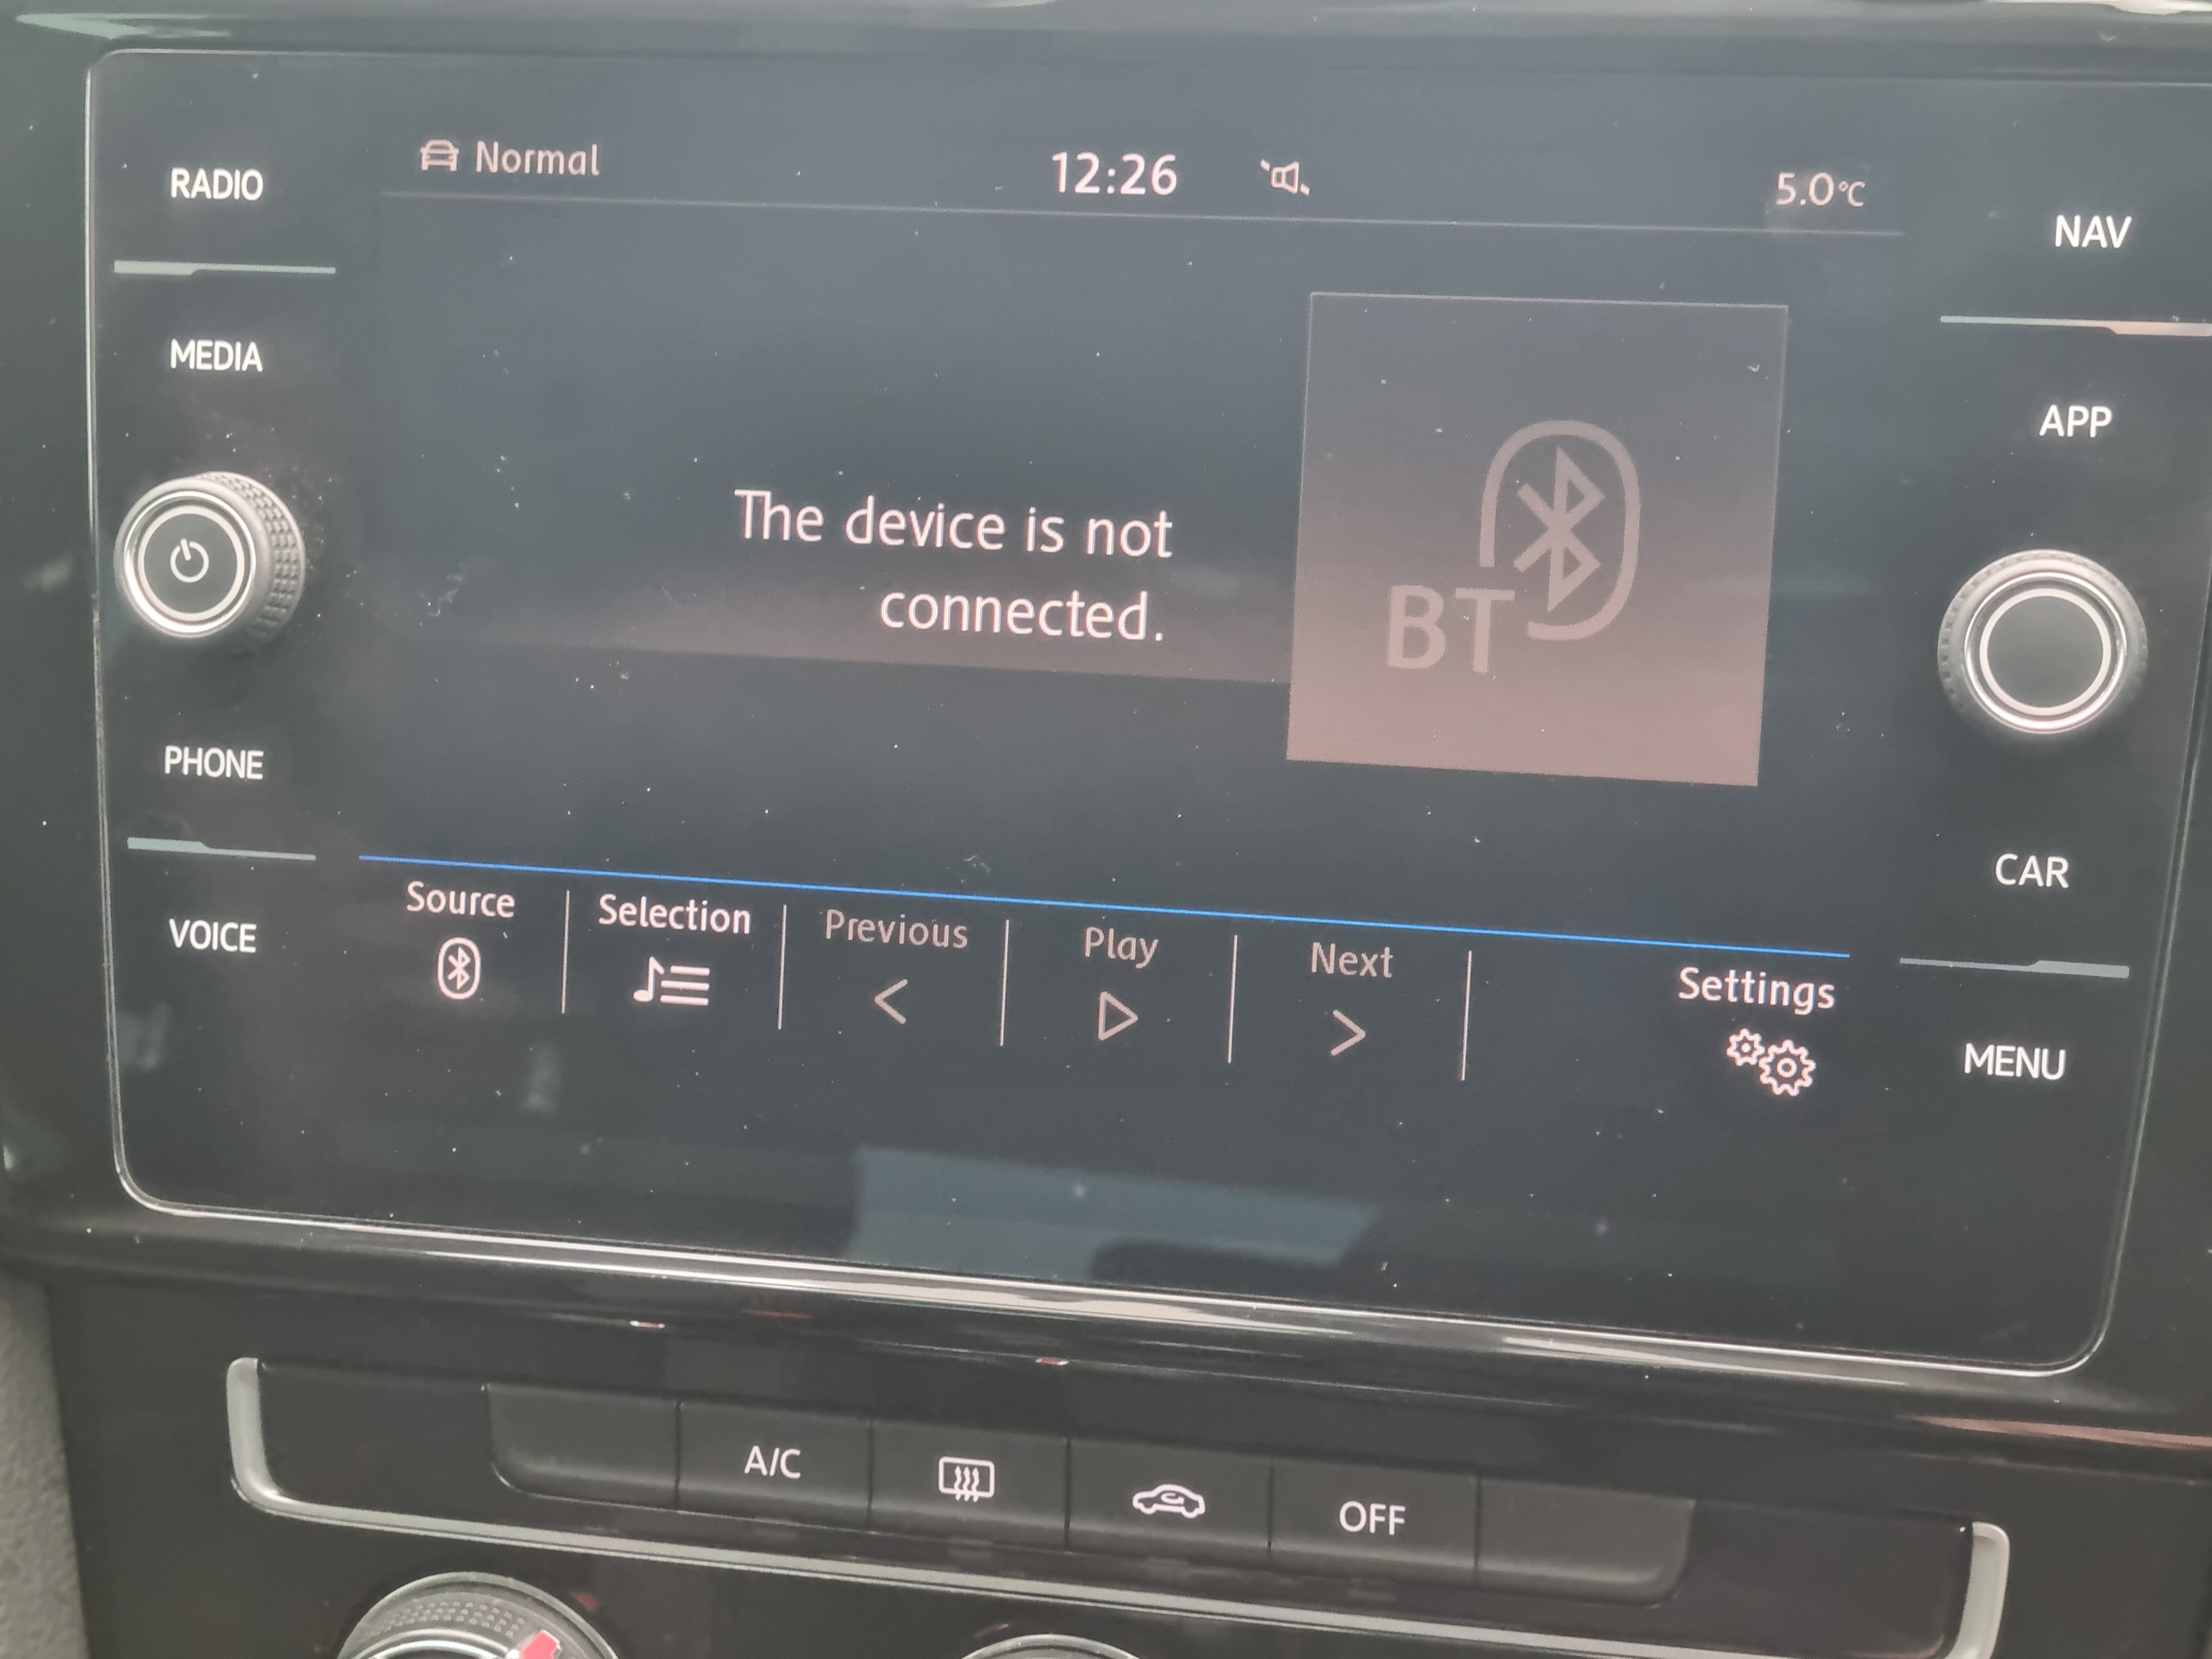 RADIO
MEDIA
PHONE
VOICE
Normal
12:26
5.0°C
The device is not
connected.
BT
Source
Selection
Previous
Play
Next
Settings
NAV
APP
CAR
MENU
A/C
OFF